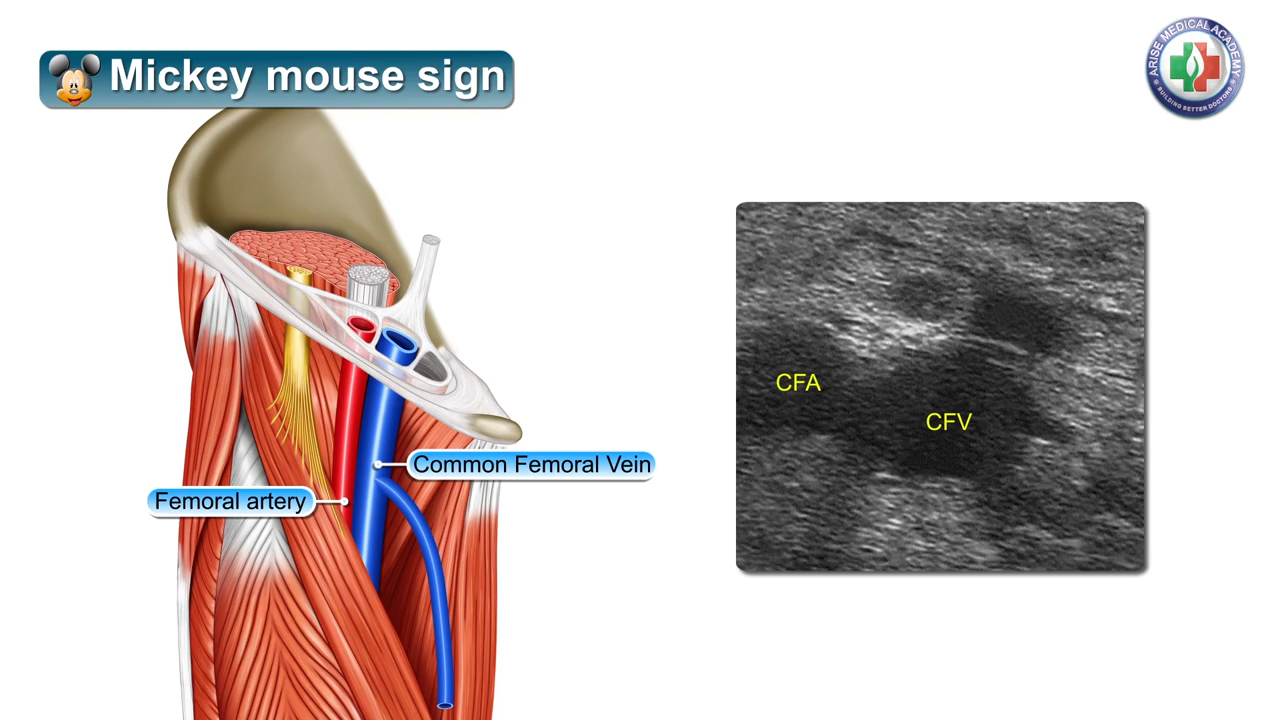 Mickey mouse sign
ARISE MEDICAL ACADEMY
BUILDING BETTER DOCTORS
CFA
CFV
Common Femoral Vein
Femoral artery